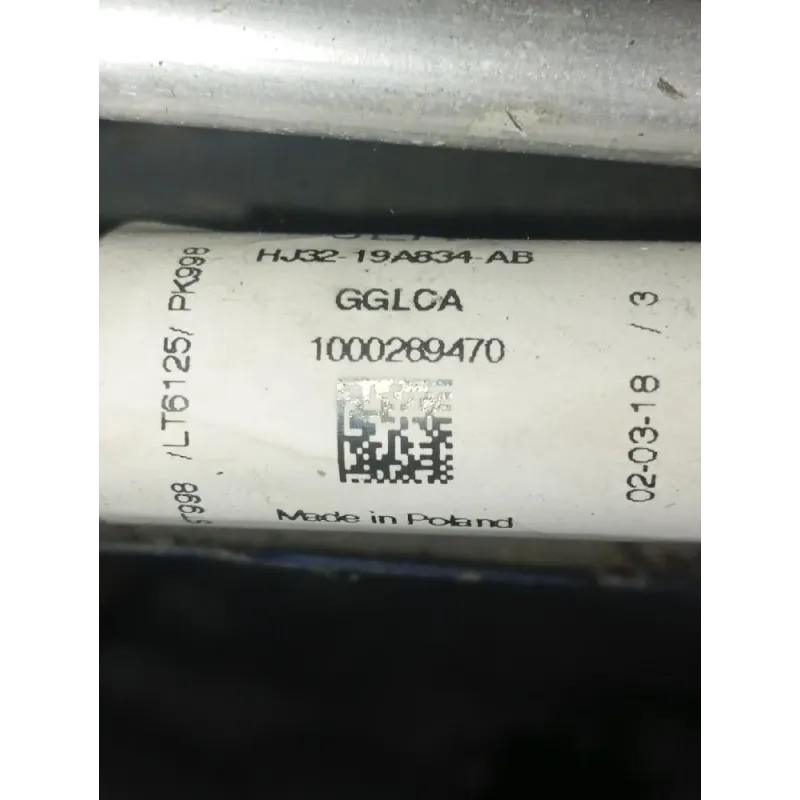 HJ32-19A834-AB
GGLCA
1000289470
Made in Poland
/LT6125/ PK998
02-03-18 / 3